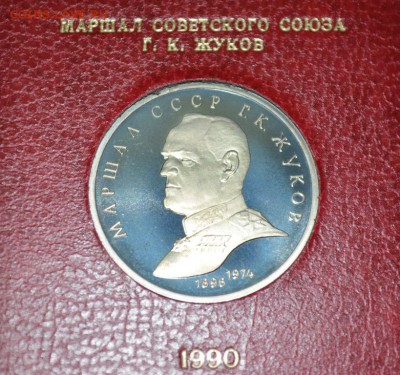 МАРШАЛ СОВЕТСКОГО СОЮЗА
Г. К. ЖУКОВ
МАРШАЛ СССР Г.К. ЖУКОВ
1896 1974
1990